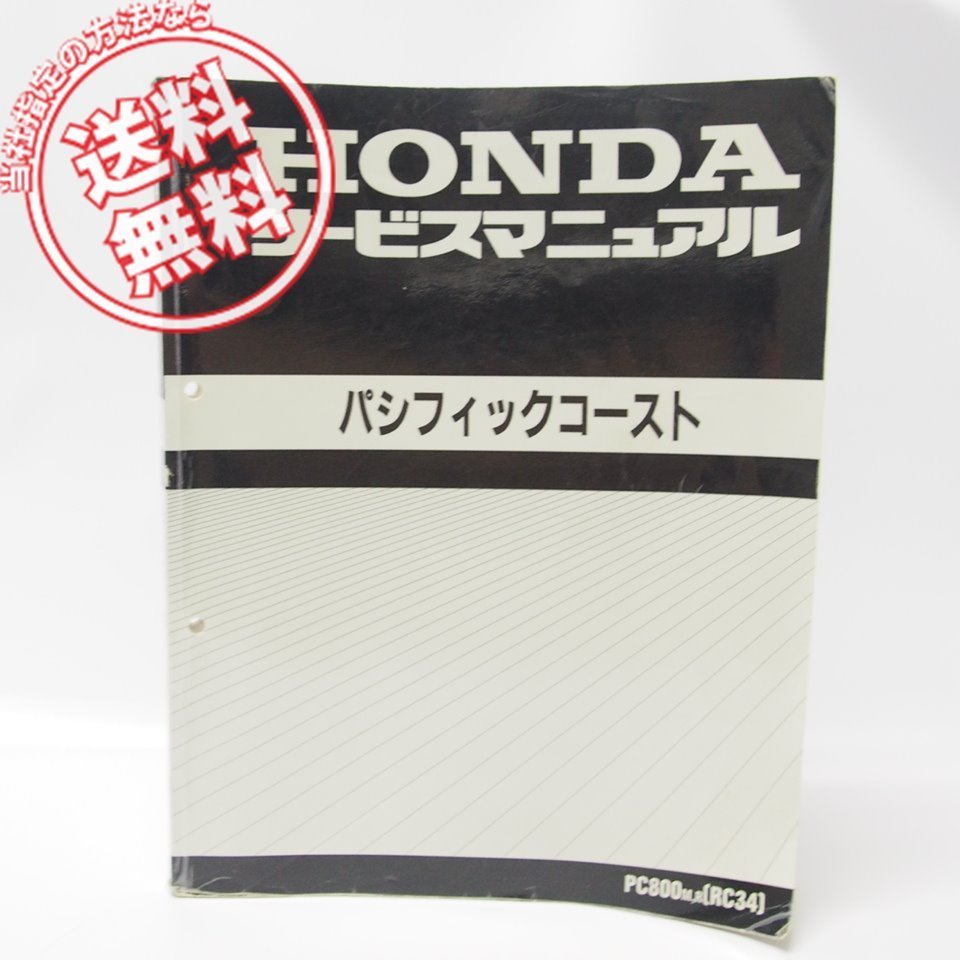 当社指定の方法なら
送料
無料
HONDA
サービスマニュアル
パシフィックコースト
PC800M,R(RC34)